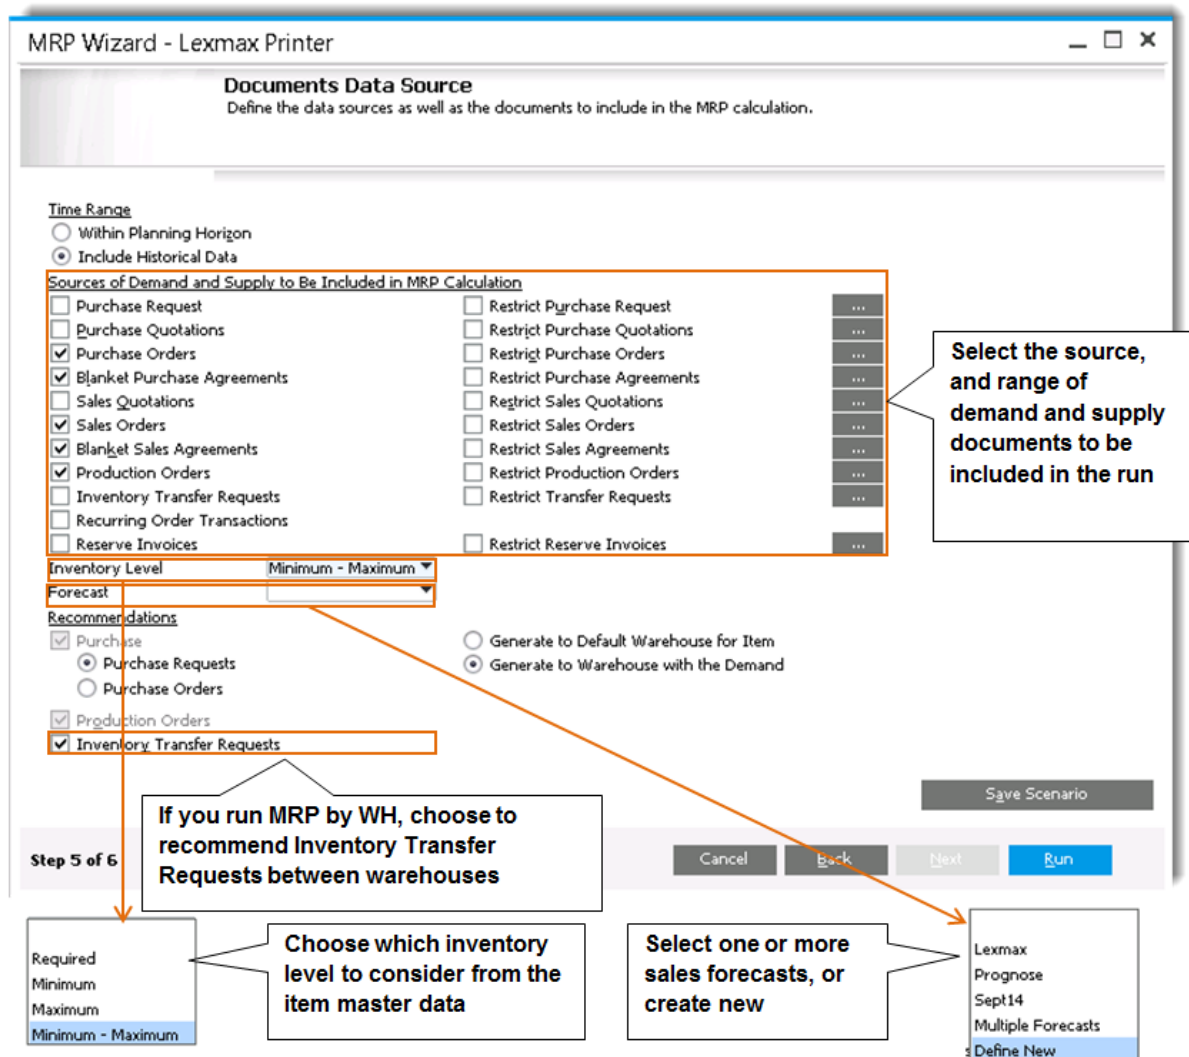 MRP Wizard - Lexmax Printer
Documents Data Source
Define the data sources as well as the documents to include in the MRP calculation.
Time Range
Within Planning Horizon
Include Historical Data
Sources of Demand and Supply to Be Included in MRP Calculation
Purchase Request Restrict Purchase Request ...
Purchase Quotations Restrict Purchase Quotations ...
Purchase Orders Restrict Purchase Orders ...
Blanket Purchase Agreements Restrict Purchase Agreements ...
Sales Quotations Restrict Sales Quotations ...
Sales Orders Restrict Sales Orders ...
Blanket Sales Agreements Restrict Sales Agreements ...
Production Orders Restrict Production Orders ...
Inventory Transfer Requests Restrict Transfer Requests ...
Recurring Order Transactions
Reserve Invoices Restrict Reserve Invoices ...
Select the source,
and range of
demand and supply
documents to be
included in the run
Inventory Level Minimum - Maximum
Forecast
Recommendations
Purchase Generate to Default Warehouse for Item
Purchase Requests Generate to Warehouse with the Demand
Purchase Orders
Production Orders
Inventory Transfer Requests
Save Scenario
If you run MRP by WH, choose to
recommend Inventory Transfer
Requests between warehouses
Step 5 of 6
Cancel Back Next Run
Required
Minimum
Maximum
Minimum - Maximum
Choose which inventory
level to consider from the
item master data
Select one or more
sales forecasts, or
create new
Lexmax
Prognose
Sept14
Multiple Forecasts
Define New